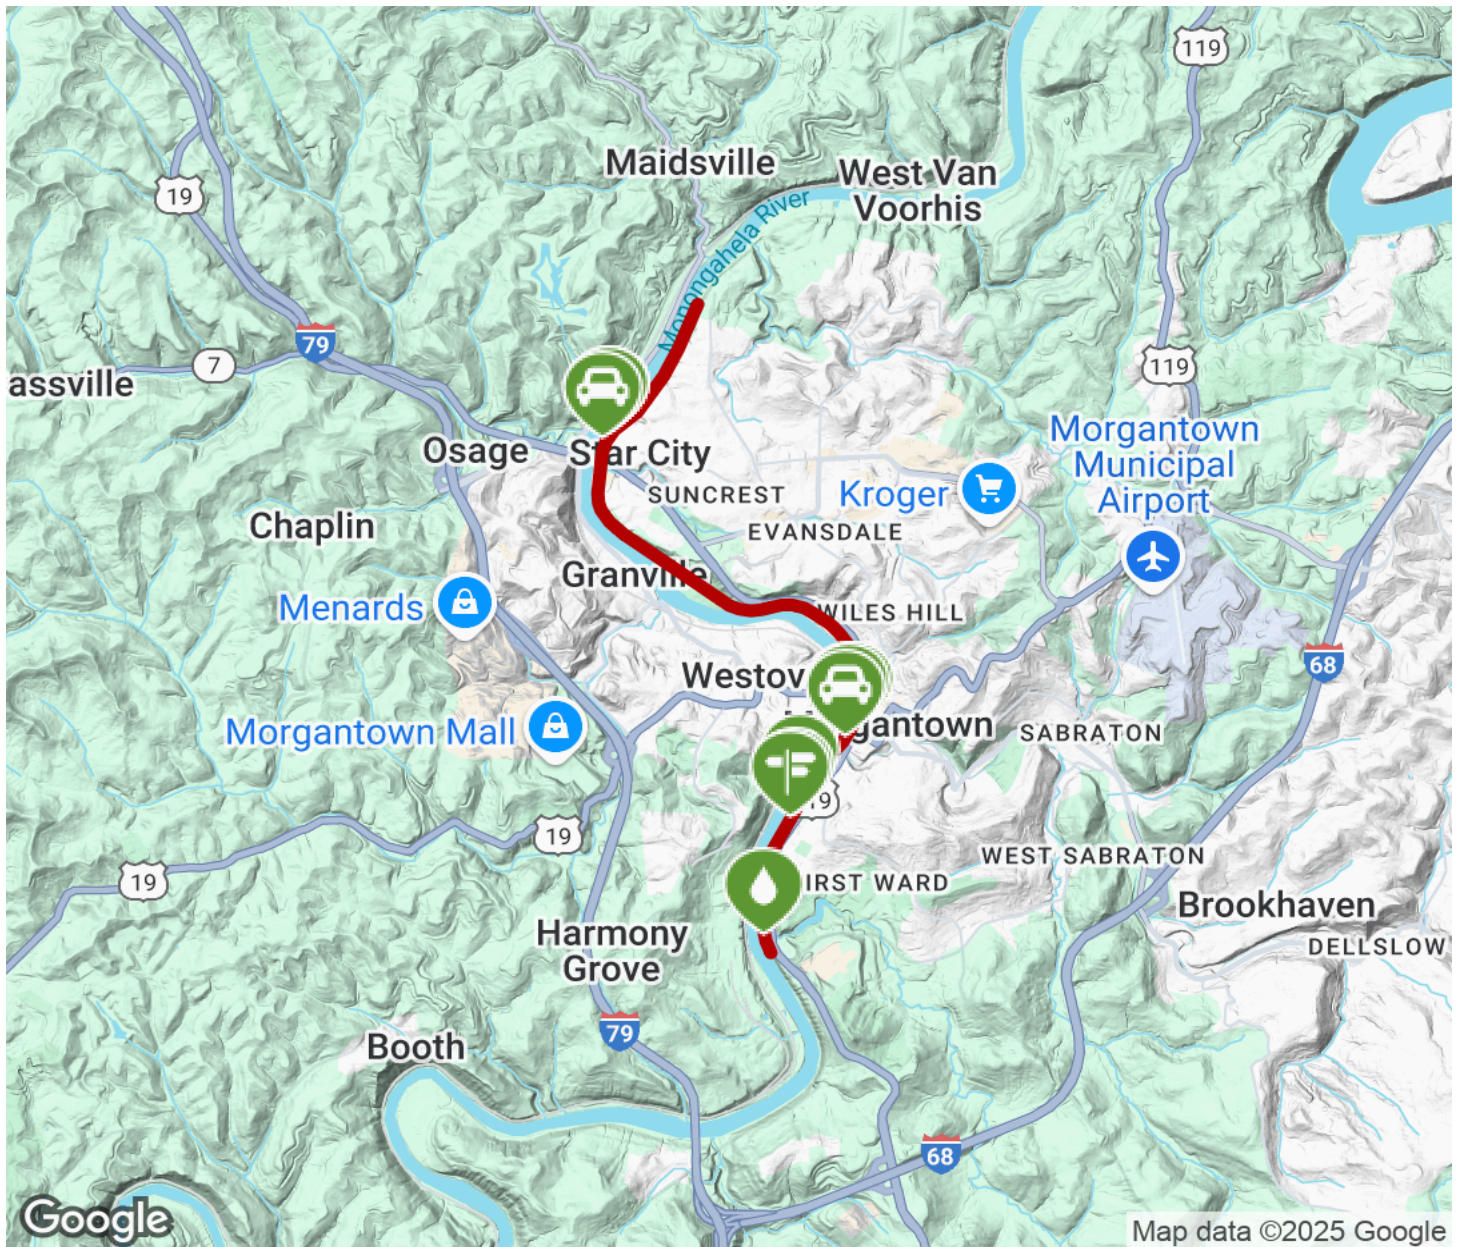 119
Maidsville
West Van
Voorhis
19
Monongahela River
79
7
119
assville
Osage
Star City
Morgantown
Municipal
Airport
SUNCREST
Kroger
Chaplin
EVANSDALE
Granville
Menards
WILES HILL
68
Westov
Morgantown Mall
gantown
SABRATON
19
19
19
WEST SABRATON
IRST WARD
Brookhaven
Harmony
Grove
DELLSLOW
79
Booth
68
Google
Map data ©2025 Google